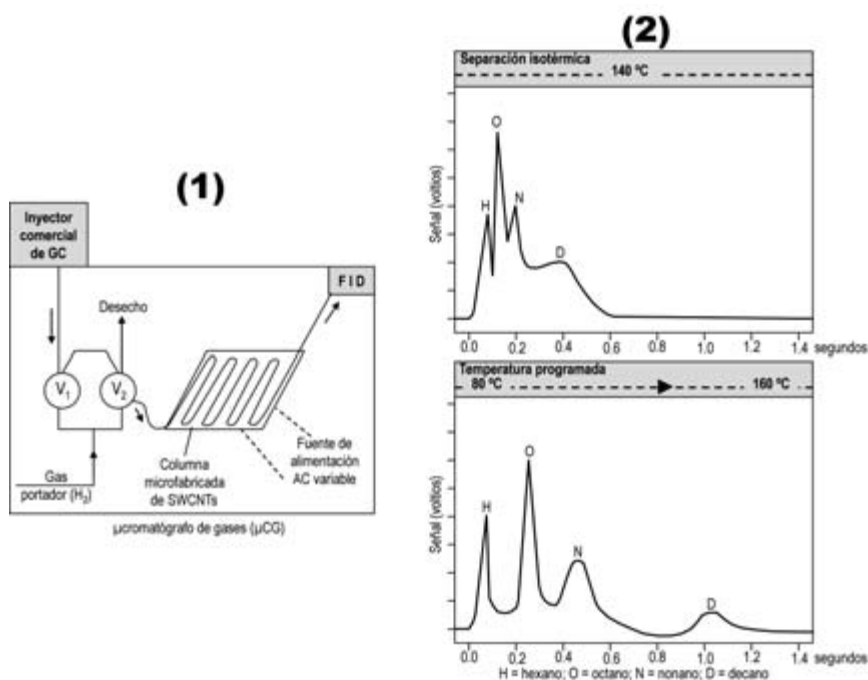 (1)
Inyector
comercial
de GC
F I D
Desecho
V1
V2
Gas
portador (H2)
Columna
microfabricada
de SWCNTs
Fuente de
alimentación
AC variable
µcromatógrafo de gases (µCG)
(2)
Separación isotérmica
140 ºC
Señal (voltios)
H
O
N
D
0.0 0.2 0.4 0.6 0.8 1.0 1.2 1.4 segundos
Temperatura programada
80 ºC 160 ºC
Señal (voltios)
H
O
N
D
0.0 0.2 0.4 0.6 0.8 1.0 1.2 1.4 segundos
H = hexano; O = octano; N = nonano; D = decano